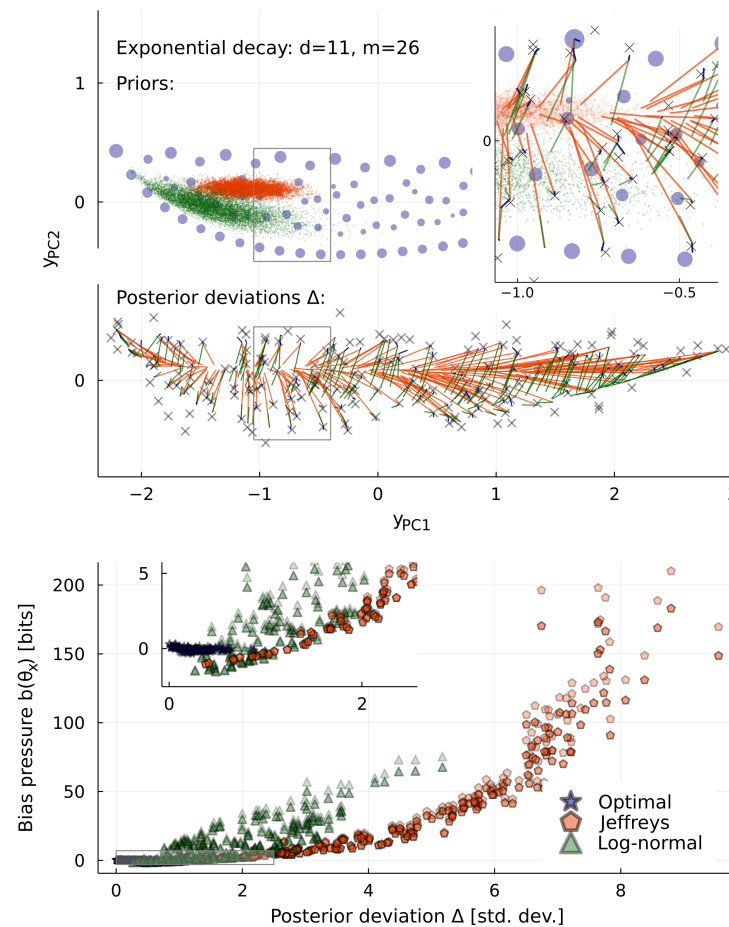 Exponential decay: d=11, m=26
Priors:
1
0
yPC2
0
−1.0
−0.5
Posterior deviations Δ:
0
−2
−1
0
1
2
yPC1
5
0
0
2
200
150
100
50
0
Bias pressure b(θx) [bits]
Optimal
Jeffreys
Log-normal
0
2
4
6
8
Posterior deviation Δ [std. dev.]